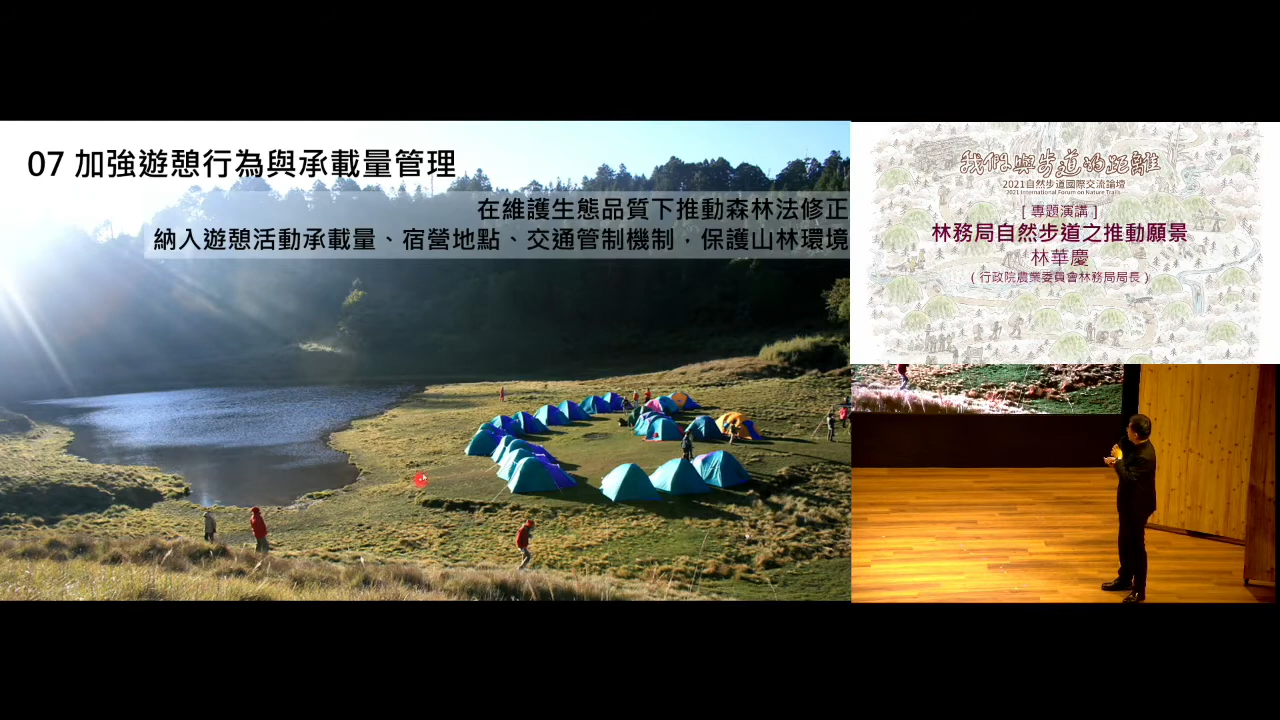 07 加強遊憩行為與承載量管理
在維護生態品質下推動森林法修正
納入遊憩活動承載量、宿營地點、交通管制機制，保護山林環境
我們與步道的距離
2021自然步道國際交流論壇
2021 International Forum on Nature Trails
［專題演講］
林務局自然步道之推動願景
林華慶
（行政院農業委員會林務局局長）